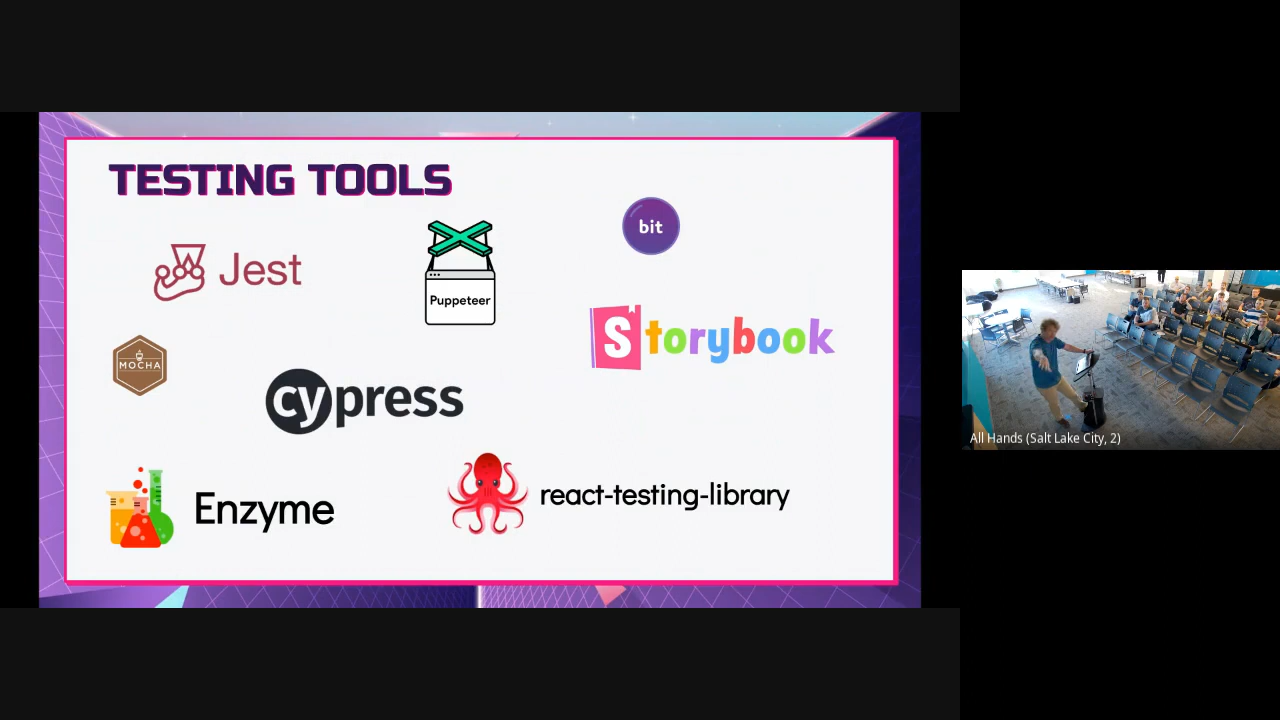 TESTING TOOLS
bit
Jest
Puppeteer
Storybook
MOCHA
cypress
Enzyme
react-testing-library
All Hands (Salt Lake City, 2)